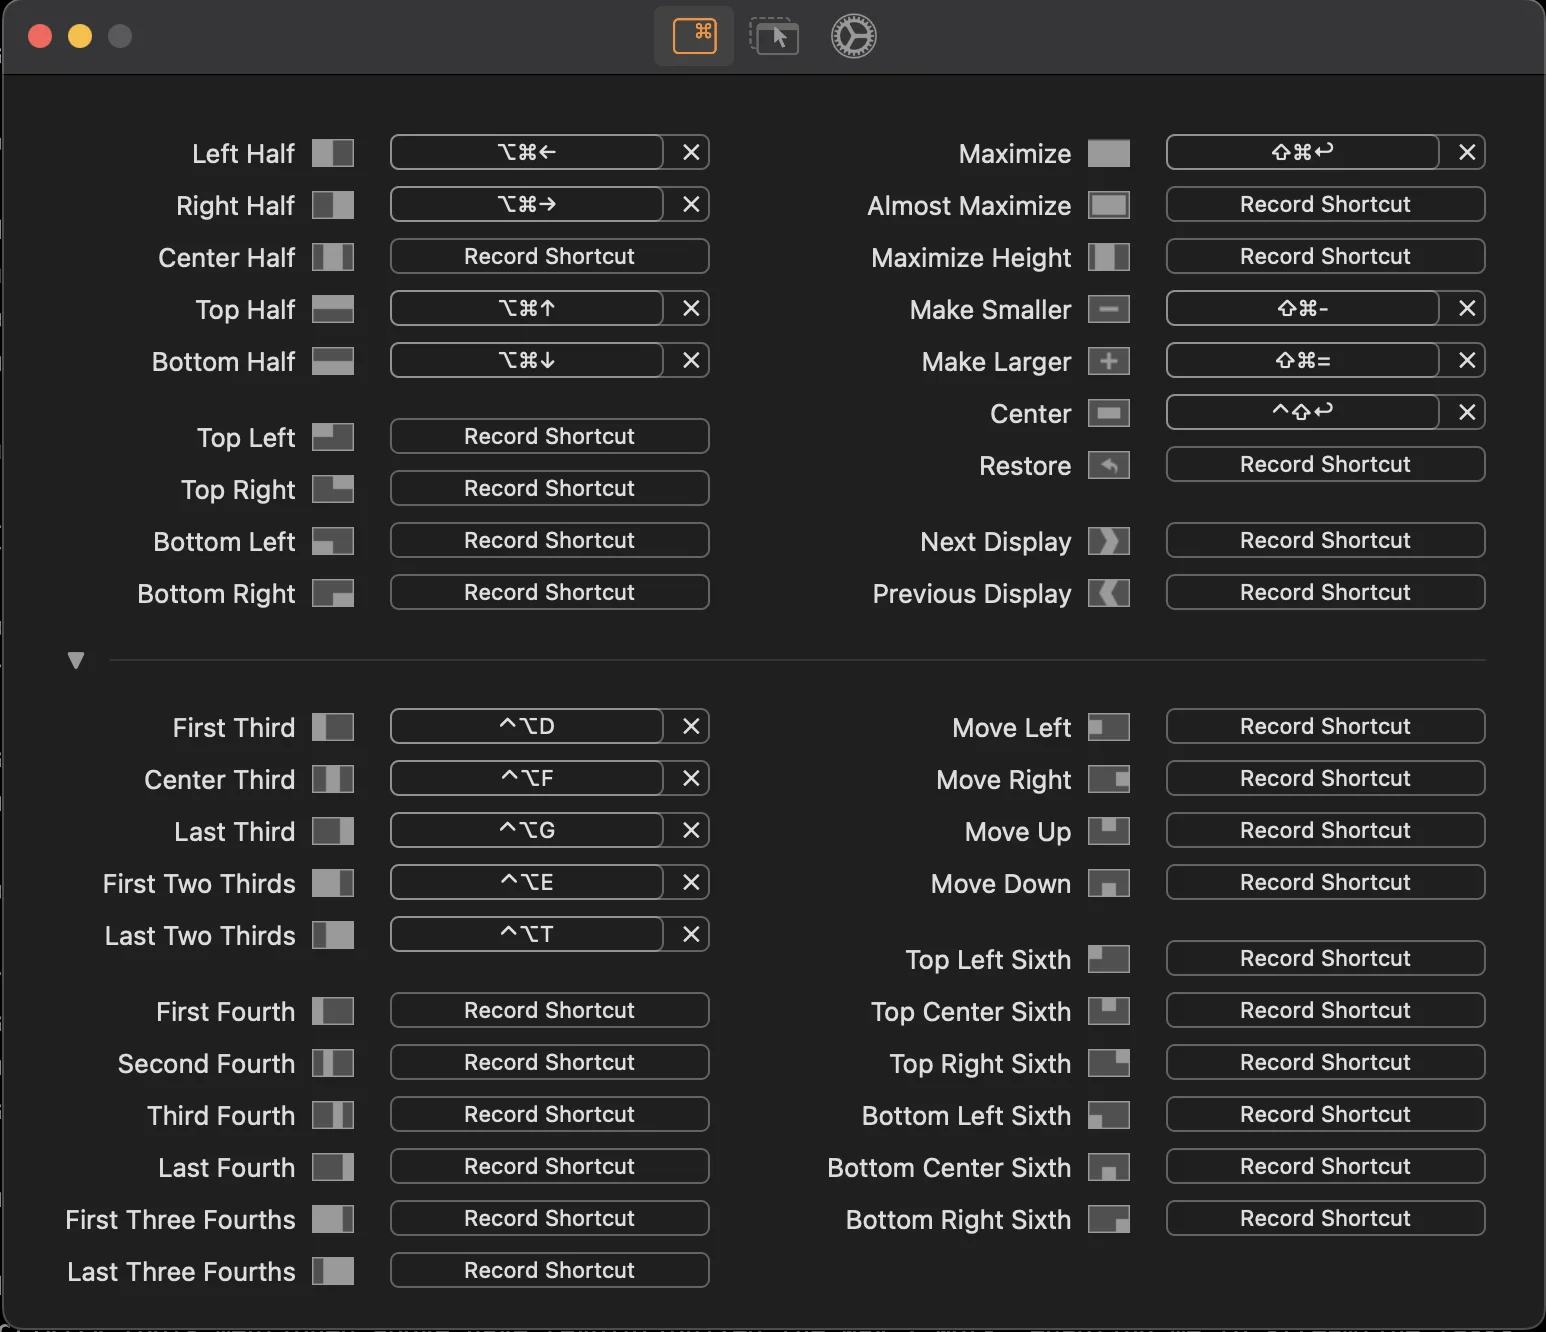 Left Half ⌥⌘←
Right Half ⌥⌘→
Center Half Record Shortcut
Top Half ⌥⌘↑
Bottom Half ⌥⌘↓
Top Left Record Shortcut
Top Right Record Shortcut
Bottom Left Record Shortcut
Bottom Right Record Shortcut
Maximize ⇧⌘↩
Almost Maximize Record Shortcut
Maximize Height Record Shortcut
Make Smaller ⇧⌘-
Make Larger ⇧⌘=
Center ^⇧↩
Restore Record Shortcut
Next Display Record Shortcut
Previous Display Record Shortcut
First Third ^⌥D
Center Third ^⌥F
Last Third ^⌥G
First Two Thirds ^⌥E
Last Two Thirds ^⌥T
First Fourth Record Shortcut
Second Fourth Record Shortcut
Third Fourth Record Shortcut
Last Fourth Record Shortcut
First Three Fourths Record Shortcut
Last Three Fourths Record Shortcut
Move Left Record Shortcut
Move Right Record Shortcut
Move Up Record Shortcut
Move Down Record Shortcut
Top Left Sixth Record Shortcut
Top Center Sixth Record Shortcut
Top Right Sixth Record Shortcut
Bottom Left Sixth Record Shortcut
Bottom Center Sixth Record Shortcut
Bottom Right Sixth Record Shortcut